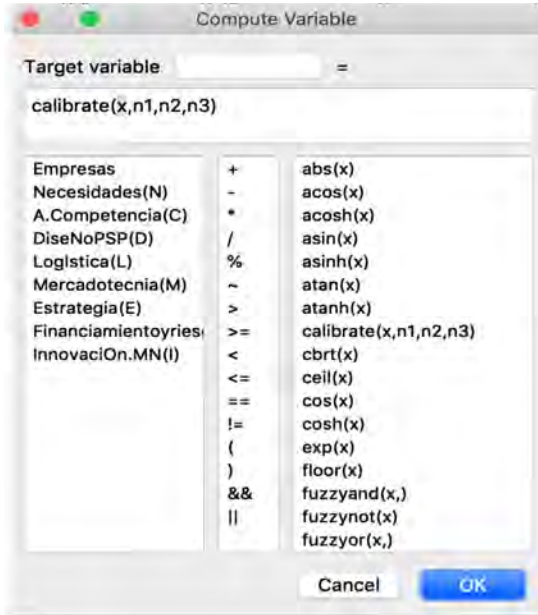 Compute Variable
Target variable =
calibrate(x,n1,n2,n3)
Empresas
Necesidades(N)
A.Competencia(C)
DiseNoPSP(D)
LogIstica(L)
Mercadotecnia(M)
Estrategia(E)
Financiamientoyries
InnovaciOn.MN(I)
+
-
*
/
%
~
>
>=
<
<=
==
!=
(
)
&&
||
abs(x)
acos(x)
acosh(x)
asin(x)
asinh(x)
atan(x)
atanh(x)
calibrate(x,n1,n2,n3)
cbrt(x)
ceil(x)
cos(x)
cosh(x)
exp(x)
floor(x)
fuzzyand(x,)
fuzzynot(x)
fuzzyor(x,)
Cancel
OK